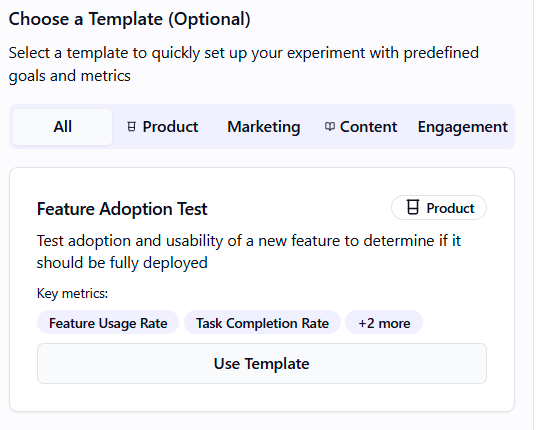 Choose a Template (Optional)
Select a template to quickly set up your experiment with predefined
goals and metrics
All Product Marketing Content Engagement
Feature Adoption Test Product
Test adoption and usability of a new feature to determine if it
should be fully deployed
Key metrics:
Feature Usage Rate Task Completion Rate +2 more
Use Template